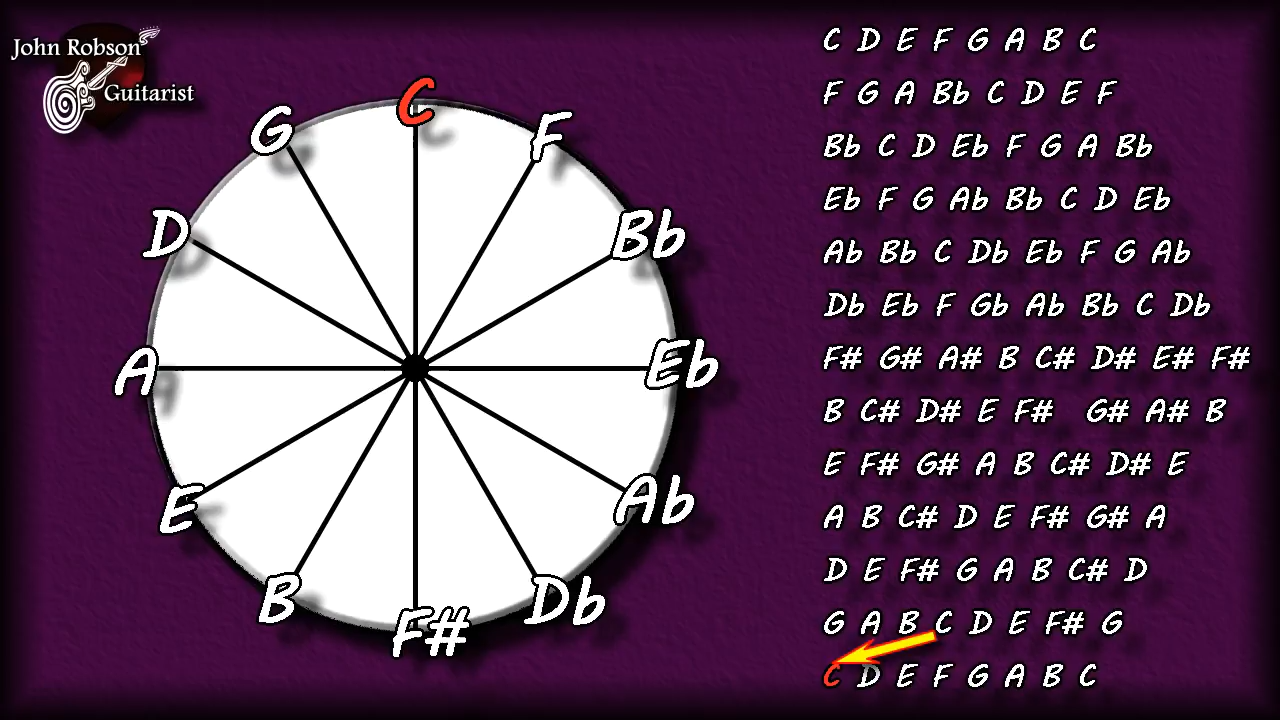 John Robson
Guitarist
C
G
F
D
Bb
A
Eb
E
Ab
B
Db
F#
C D E F G A B C
F G A Bb C D E F
Bb C D Eb F G A Bb
Eb F G Ab Bb C D Eb
Ab Bb C Db Eb F G Ab
Db Eb F Gb Ab Bb C Db
F# G# A# B C# D# E# F#
B C# D# E F# G# A# B
E F# G# A B C# D# E
A B C# D E F# G# A
D E F# G A B C# D
G A B C D E F# G
C D E F G A B C